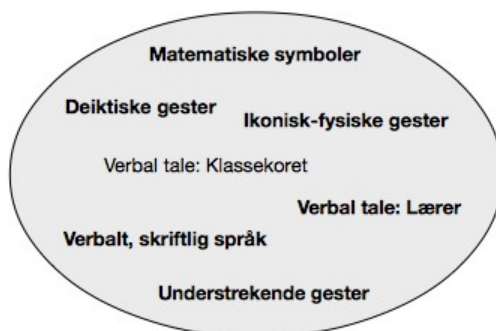 Matematiske symboler
Deiktiske gester
Ikonisk-fysiske gester
Verbal tale: Klassekoret
Verbal tale: Lærer
Verbalt, skriftlig språk
Understrekende gester